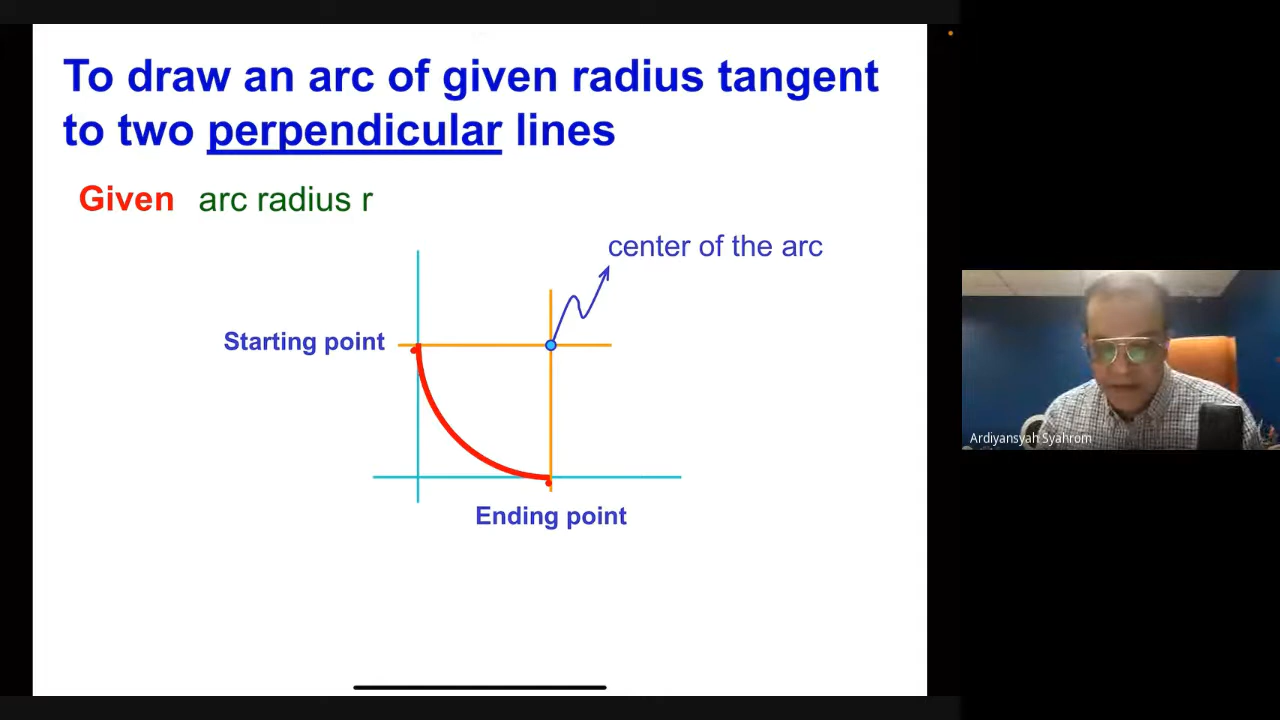 To draw an arc of given radius tangent
to two perpendicular lines
Given arc radius r
center of the arc
Starting point
Ending point
Ardiyansyah Syahrom